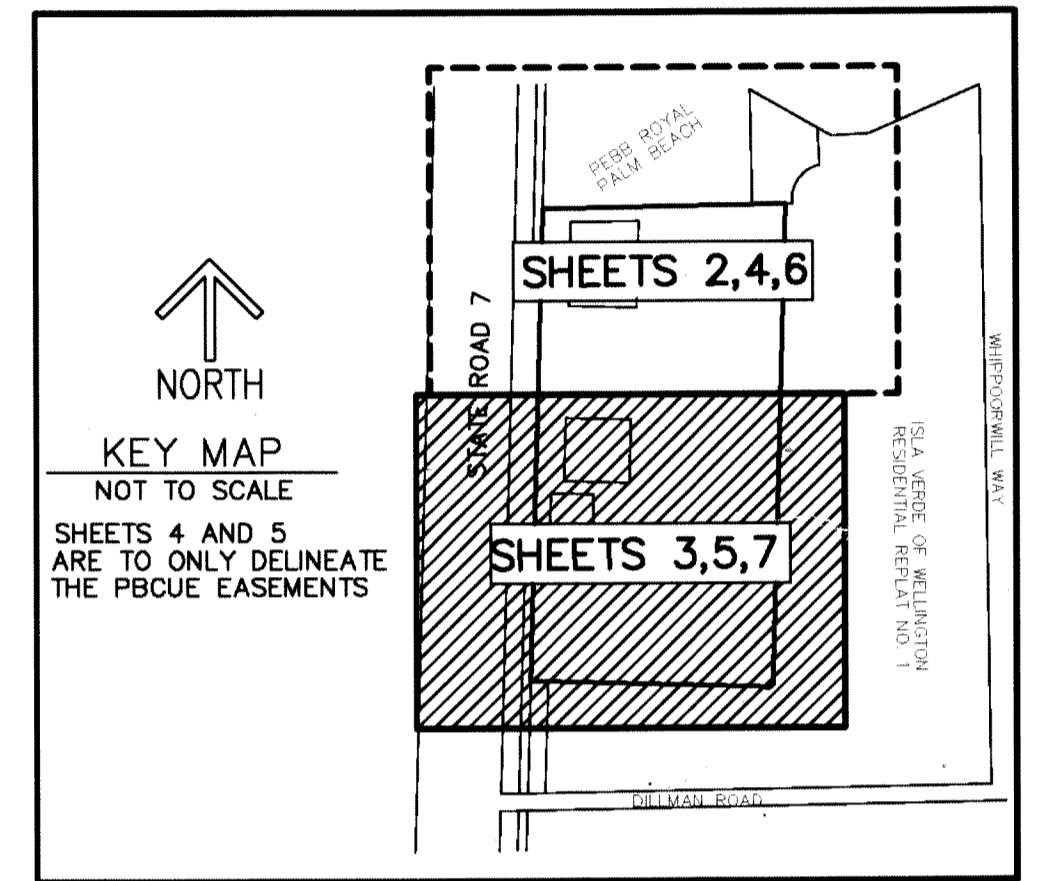 PEBB ROYAL
PALM BEACH
SHEETS 2,4,6
STATE ROAD 7
NORTH
KEY MAP
NOT TO SCALE
SHEETS 4 AND 5
ARE TO ONLY DELINEATE
THE PBCUE EASEMENTS
SHEETS 3,5,7
WHIPPOORWILL WAY
ISLA VERDE OF WELLINGTON
RESIDENTIAL REPLAT NO. 1
DILLMAN ROAD